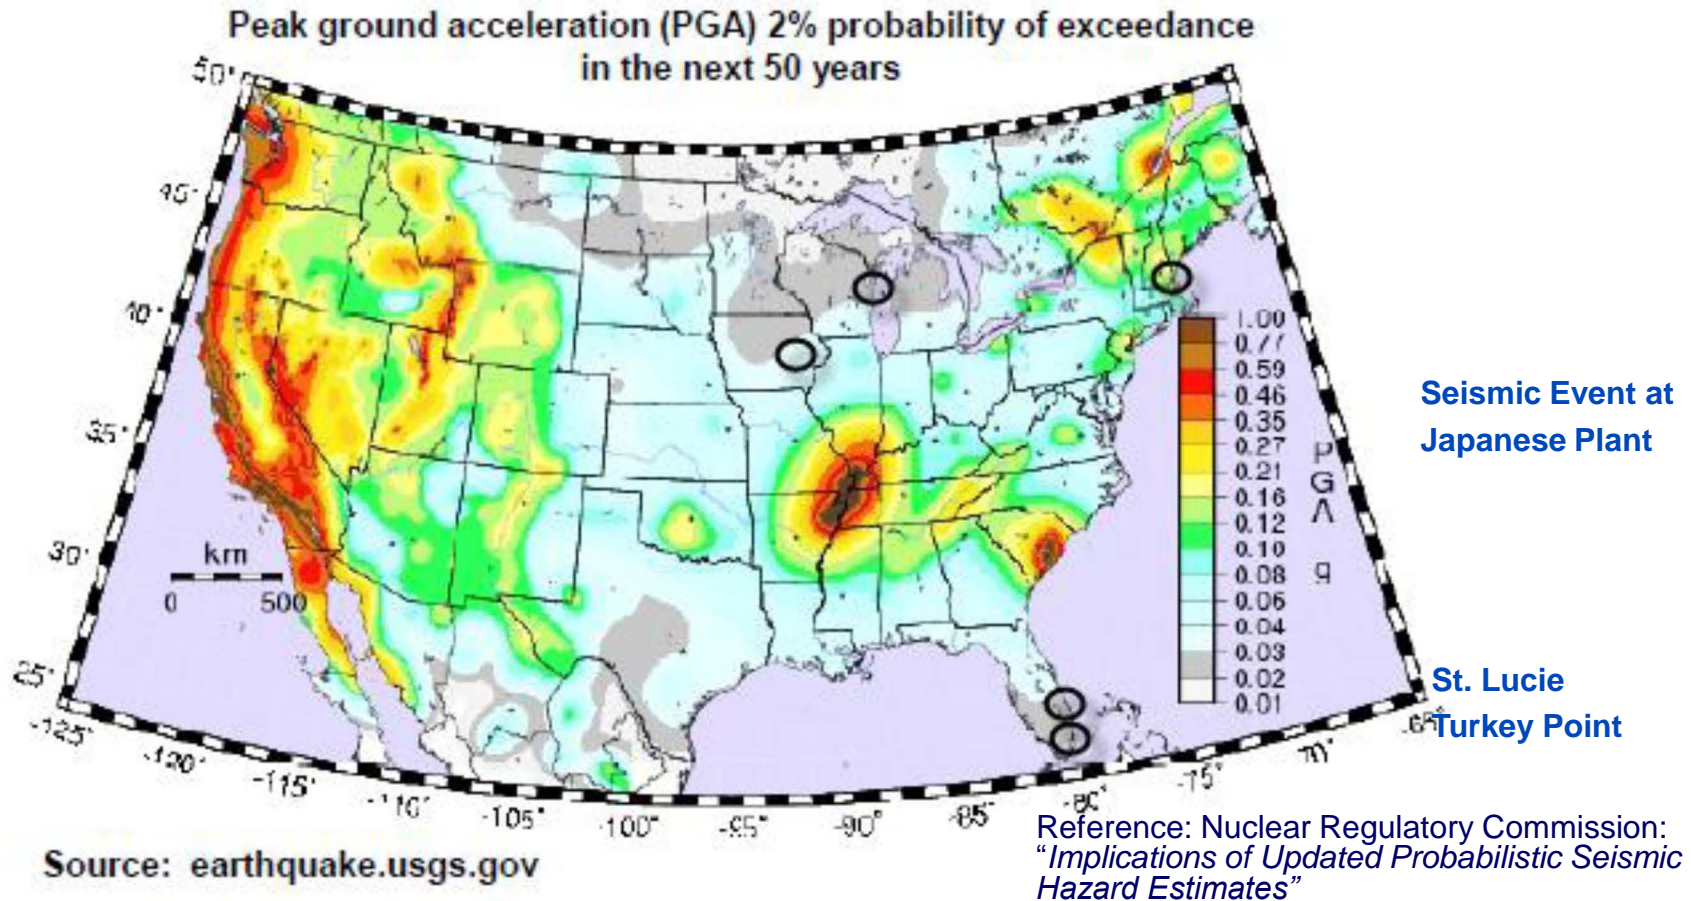 Peak ground acceleration (PGA) 2% probability of exceedance
in the next 50 years
50°
45°
40°
35°
30°
25°
km
0 500
-125°
-120°
-115°
-110°
-105°
-100°
-95°
-90°
-85°
-80°
-75°
70°
1.00
0.77
0.59
0.46
0.35
0.27
0.21
0.16
0.12
0.10
0.08
0.06
0.04
0.03
0.02
0.01
P
G
A
g
Seismic Event at
Japanese Plant
St. Lucie
Turkey Point
Source: earthquake.usgs.gov
Reference: Nuclear Regulatory Commission:
“Implications of Updated Probabilistic Seismic
Hazard Estimates”